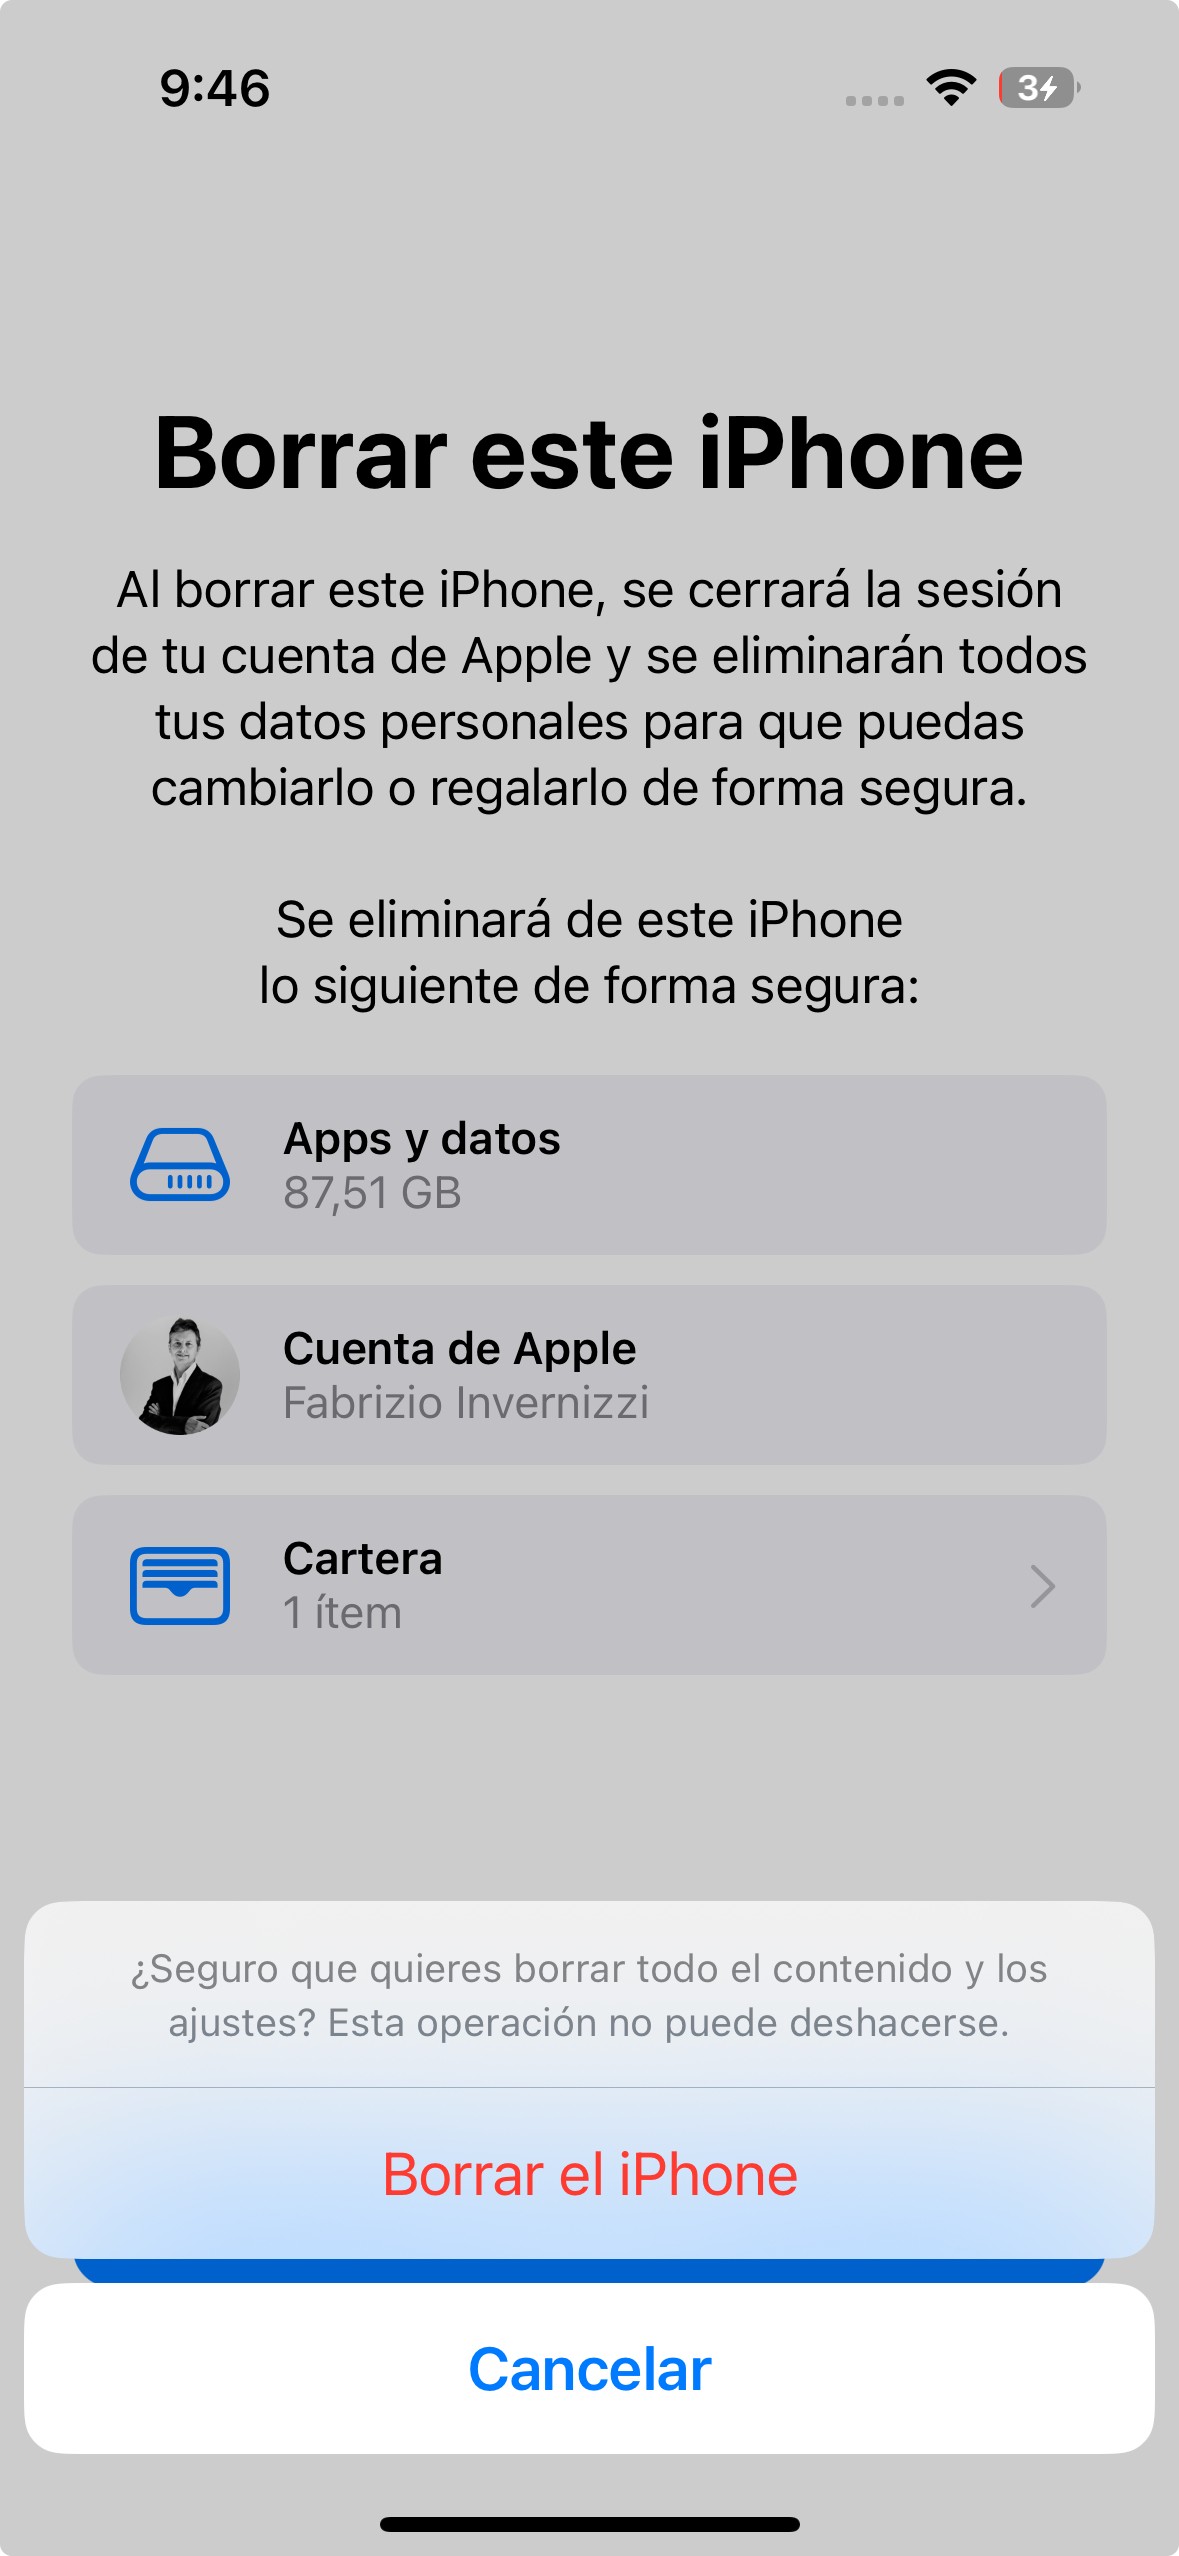 9:46
3
Borrar este iPhone
Al borrar este iPhone, se cerrará la sesión
de tu cuenta de Apple y se eliminarán todos
tus datos personales para que puedas
cambiarlo o regalarlo de forma segura.
Se eliminará de este iPhone
lo siguiente de forma segura:
Apps y datos
87,51 GB
Cuenta de Apple
Fabrizio Invernizzi
Cartera
1 ítem
¿Seguro que quieres borrar todo el contenido y los
ajustes? Esta operación no puede deshacerse.
Borrar el iPhone
Cancelar